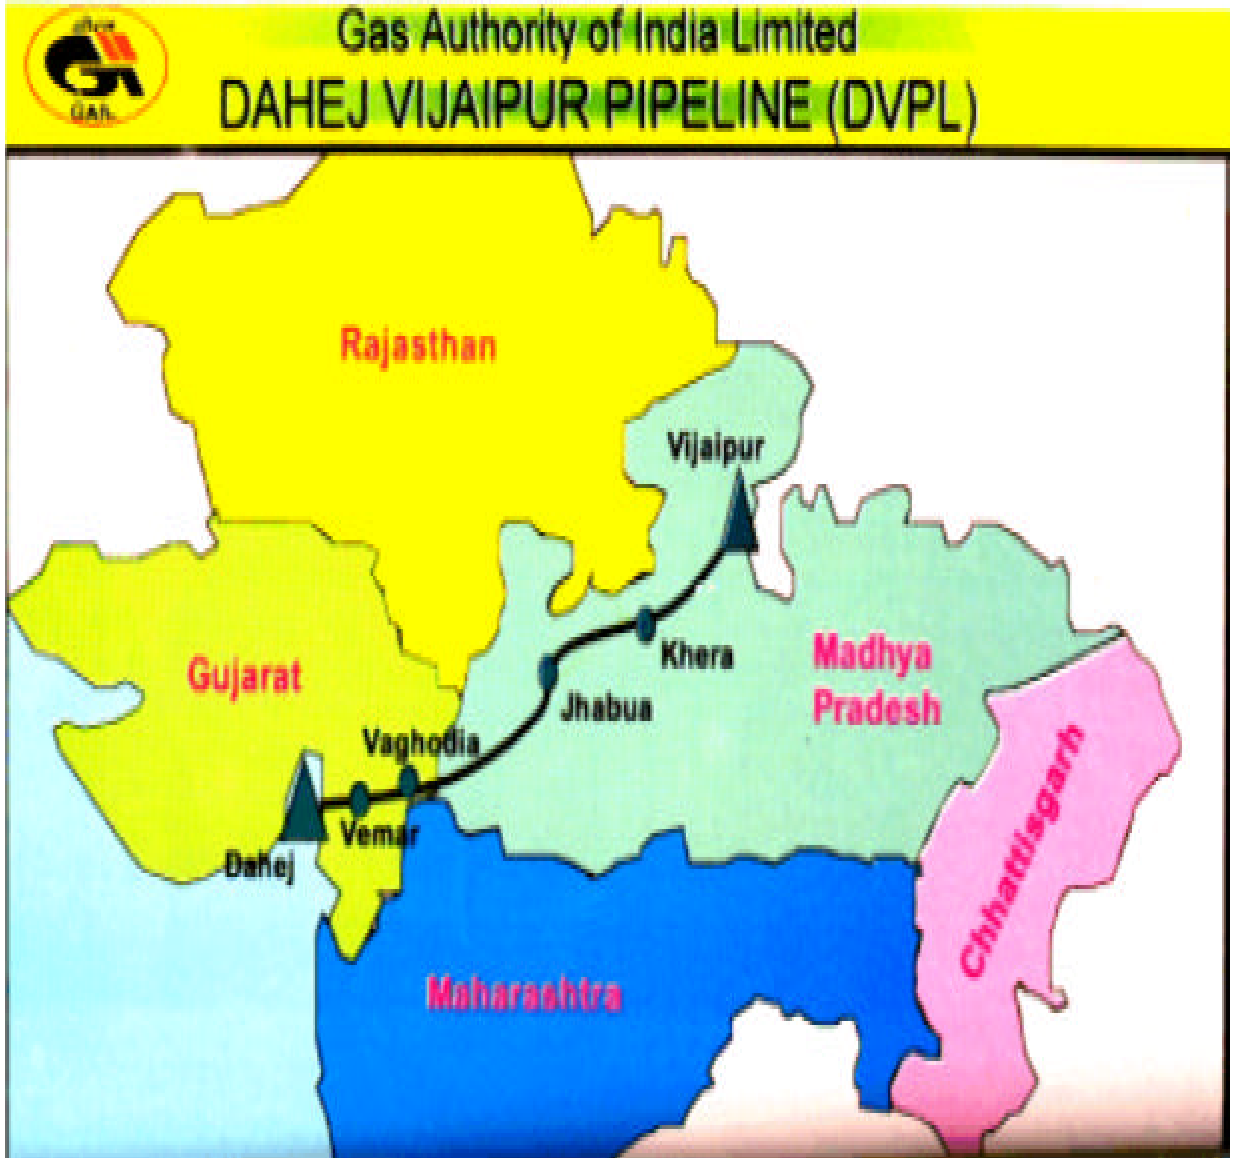 Gas Authority of India Limited
DAHEJ VIJAIPUR PIPELINE (DVPL)
Rajasthan
Vijaipur
Khera
Madhya
Pradesh
Gujarat
Jhabua
Vaghodia
Vemar
Dahej
Chhattisgarh
Maharashtra